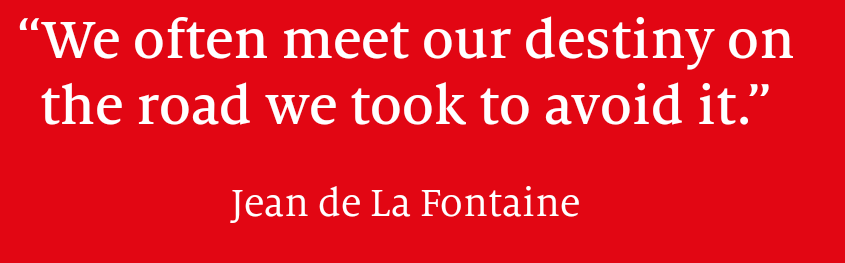 “We often meet our destiny on
the road we took to avoid it.”
Jean de La Fontaine